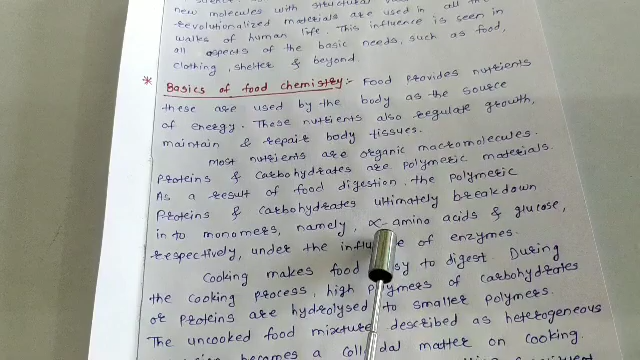 new molecules with structural
revolutionalized materials are used in all the
walks of human life. This influence is seen in
all aspects of the basic needs, such as food,
clothing, shelter & beyond.
* Basics of food chemistry:- Food provides nutrients
these are used by the body as the source
of energy. These nutrients also regulate growth,
maintain & repair body tissues.
Most nutrients are organic macromolecules.
Proteins & Carbohydrates are polymeric materials.
As a result of food digestion, the polymeric
Proteins & Carbohydrates ultimately breakdown
in to monomers, namely, ∝-amino acids & glucose,
respectively, under the of enzymes.
Cooking makes food to digest. During
the cooking process, high polymers of carbohydrates
or proteins are hydrolysed to smaller polymers.
The uncooked food mixture described as heterogeneous
becomes a matter on cooking.